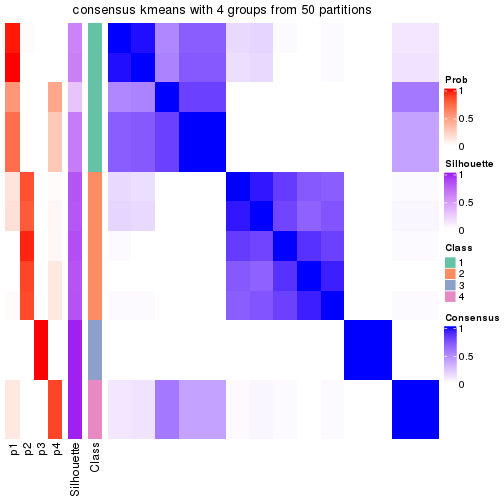 consensus kmeans with 4 groups from 50 partitions
Prob
1
0.5
0
Silhouette
1
0.5
0
Class
1
2
3
4
Consensus
1
0.5
0
p1
p2
p3
p4
Silhouette
Class